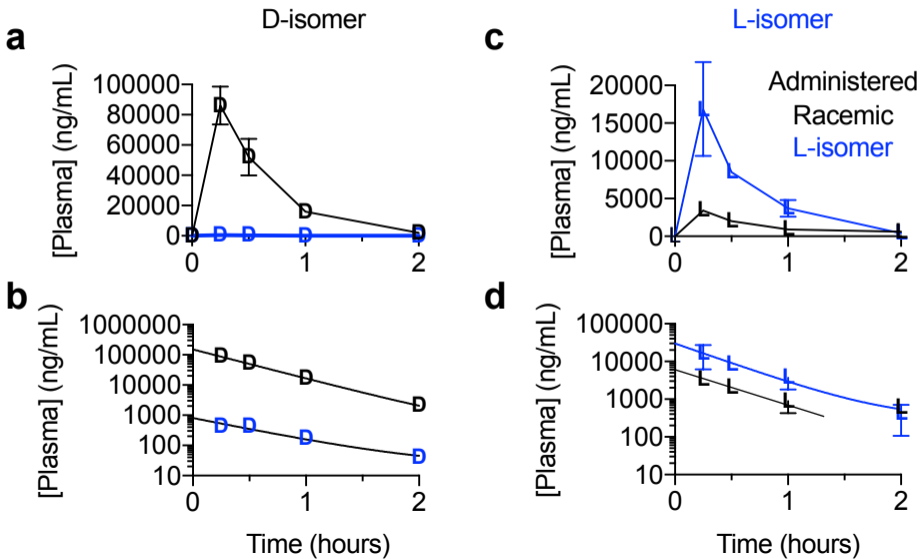 D-isomer
L-isomer
a
c
[Plasma] (ng/mL)
100000
80000
60000
40000
20000
0
0
1
2
D
D
D
D
D
D
D
D
D
[Plasma] (ng/mL)
20000
15000
10000
5000
0
0
1
2
L
L
L
L
L
L
L
L
Administered
Racemic
L-isomer
b
d
[Plasma] (ng/mL)
1000000
100000
10000
1000
100
10
0
1
2
D
D
D
D
D
D
D
D
Time (hours)
[Plasma] (ng/mL)
100000
10000
1000
100
10
0
1
2
L
L
L
L
L
L
L
L
Time (hours)